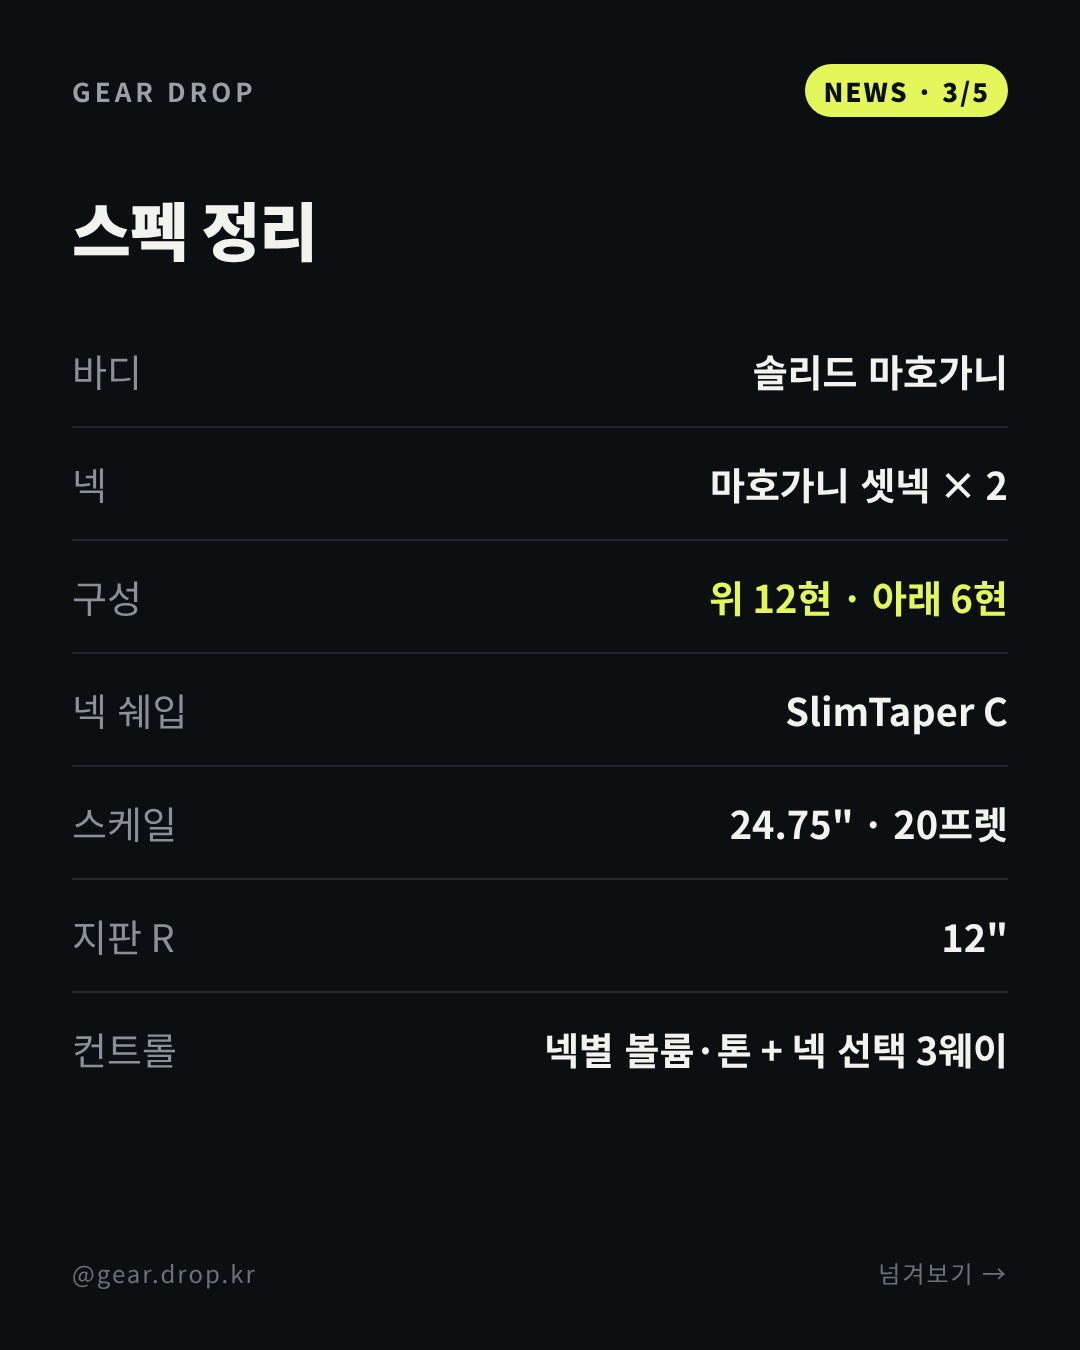 GEAR DROP
NEWS · 3/5
스펙 정리
바디 솔리드 마호가니
넥 마호가니 셋넥 × 2
구성 위 12현 · 아래 6현
넥 쉐입 SlimTaper C
스케일 24.75" · 20프렛
지판 R 12"
컨트롤 넥별 볼륨·톤 + 넥 선택 3웨이
@gear.drop.kr 넘겨보기 →